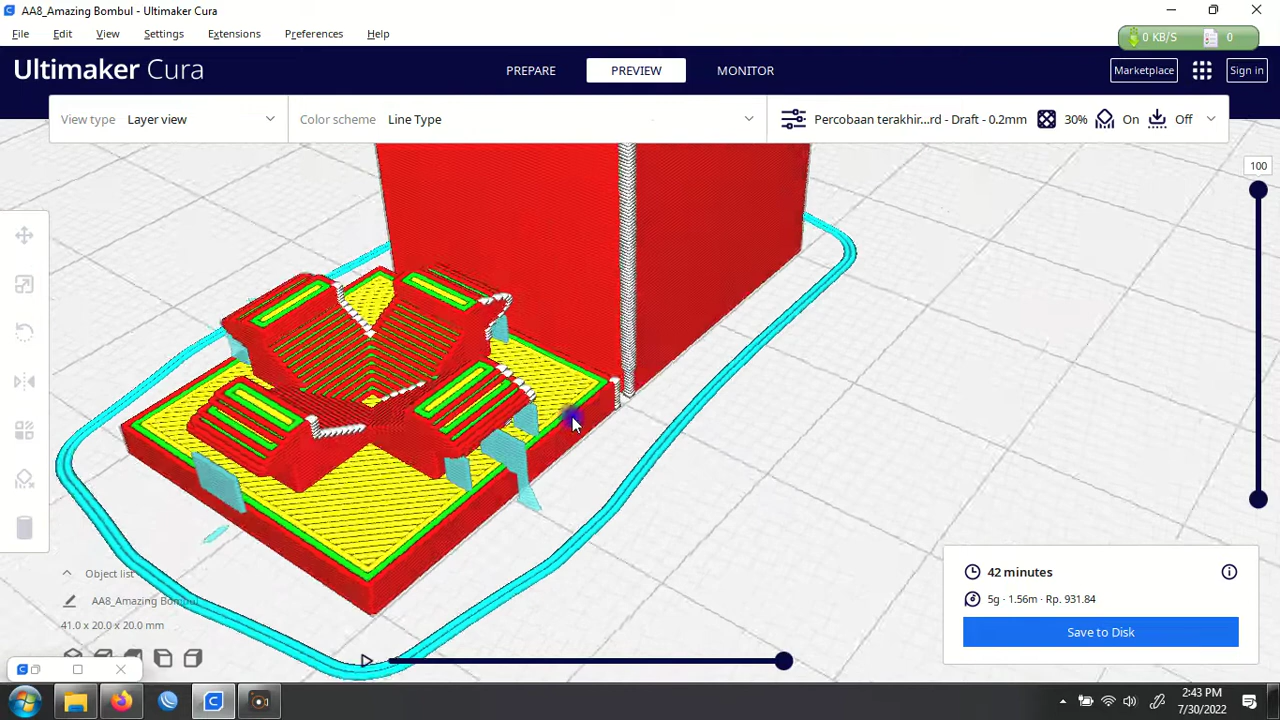 AA8_Amazing Bombul - Ultimaker Cura
File Edit View Settings Extensions Preferences Help
0 KB/S 0
Ultimaker Cura
PREPARE PREVIEW MONITOR
Marketplace Sign in
View type Layer view Color scheme Line Type Percobaan terakhir...rd - Draft - 0.2mm 30% On Off
100
Object list
AA8_Amazing Bombul
41.0 x 20.0 x 20.0 mm
42 minutes
5g · 1.56m · Rp. 931.84
Save to Disk
2:43 PM
7/30/2022